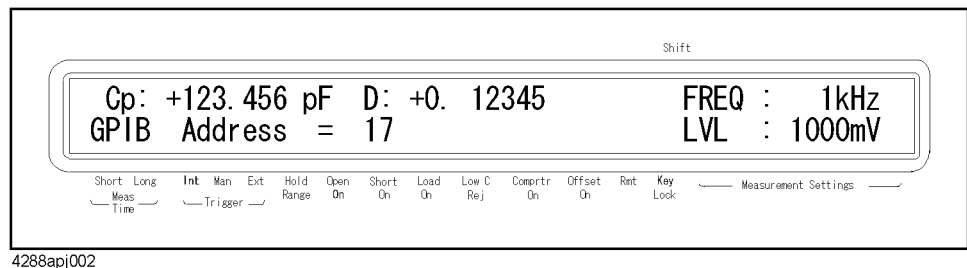 Shift
Cp: +123.456 pF D: +0. 12345 FREQ : 1kHz
GPIB Address = 17 LVL : 1000mV
Short Long Int Man Ext Hold Open Short Load Low C Comprtr Offset Rmt Key Measurement Settings
Meas Trigger Range On On On Rej On On Lock
Time
4288apj002